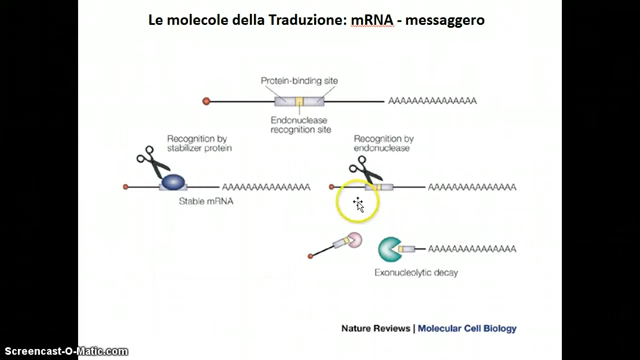 Le molecole della Traduzione: mRNA - messaggero
Protein-binding site
AAAAAAAAAAAAAAA
Endonuclease
recognition site
Recognition by
stabilizer protein
Recognition by
endonuclease
AAAAAAAAAAAAAAA
AAAAAAAAAAAAAAA
Stable mRNA
AAAAAAAAAAAAAAA
Exonucleolytic decay
Nature Reviews | Molecular Cell Biology
Screencast-O-Matic.com